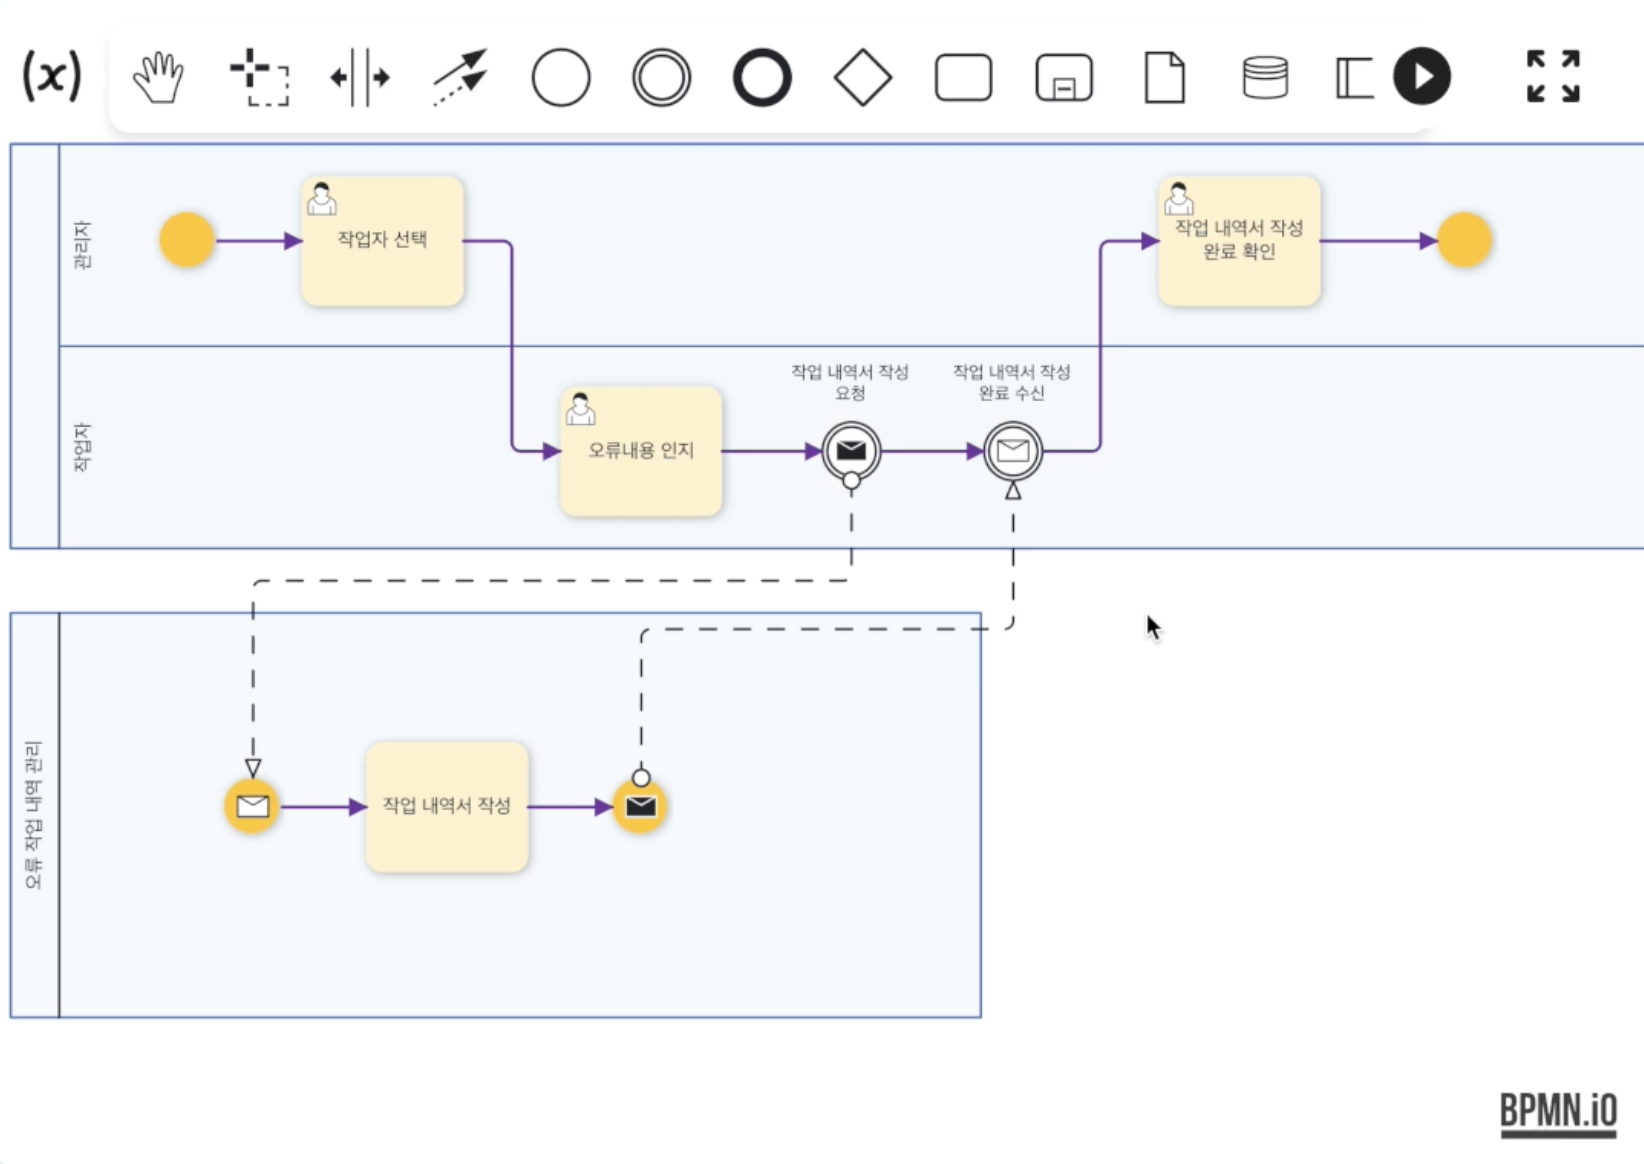 (x)
관리자
작업자 선택
작업 내역서 작성
완료 확인
작업자
오류내용 인지
작업 내역서 작성
요청
작업 내역서 작성
완료 수신
오류 작업 내역 관리
작업 내역서 작성
BPMN.iO